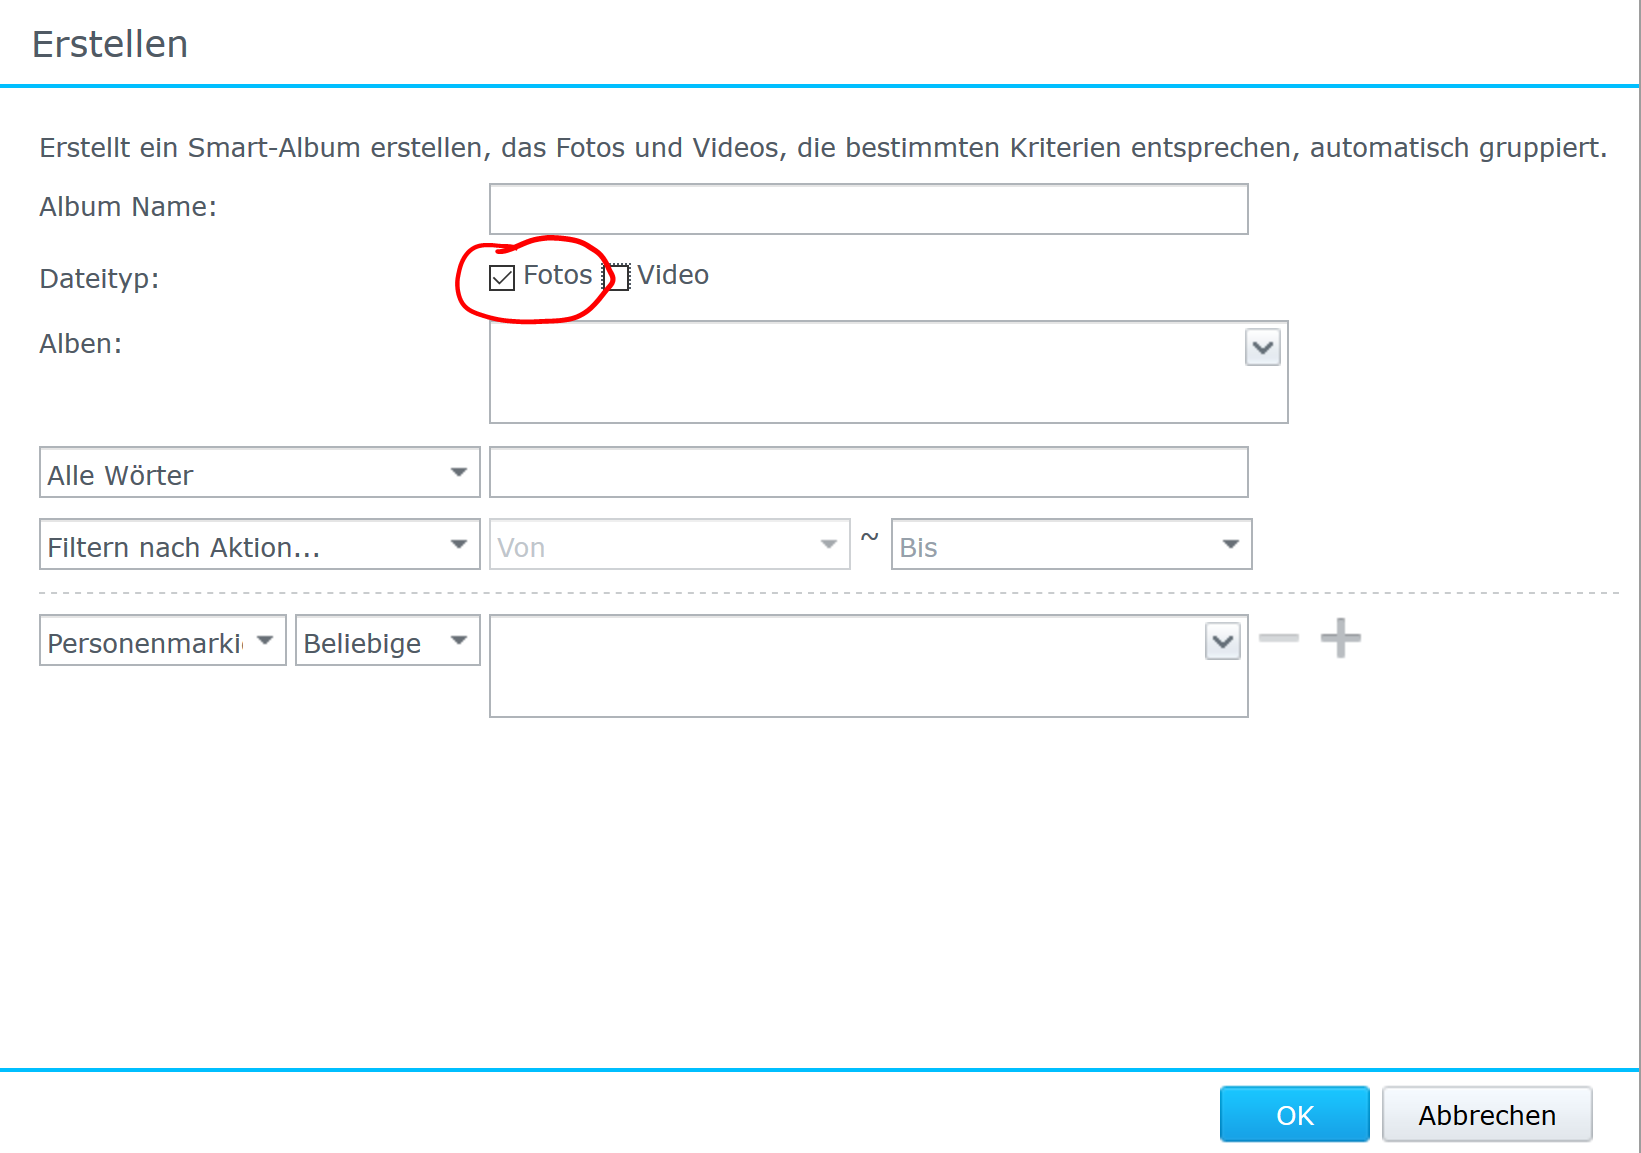 Erstellen
Erstellt ein Smart-Album erstellen, das Fotos und Videos, die bestimmten Kriterien entsprechen, automatisch gruppiert.
Album Name:
Dateityp: Fotos Video
Alben:
Alle Wörter
Filtern nach Aktion... Von ~ Bis
Personenmarki Beliebige
OK Abbrechen